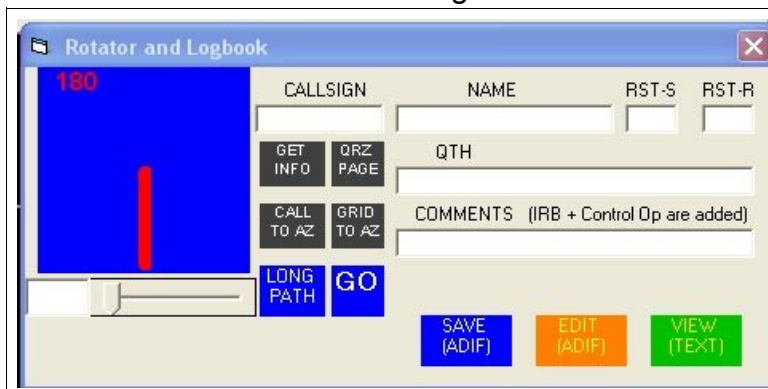 Rotator and Logbook
180
CALLSIGN NAME RST-S RST-R
GET INFO
QRZ PAGE
QTH
CALL TO AZ
GRID TO AZ
COMMENTS (IRB + Control Op are added)
LONG PATH
GO
SAVE (ADIF)
EDIT (ADIF)
VIEW (TEXT)